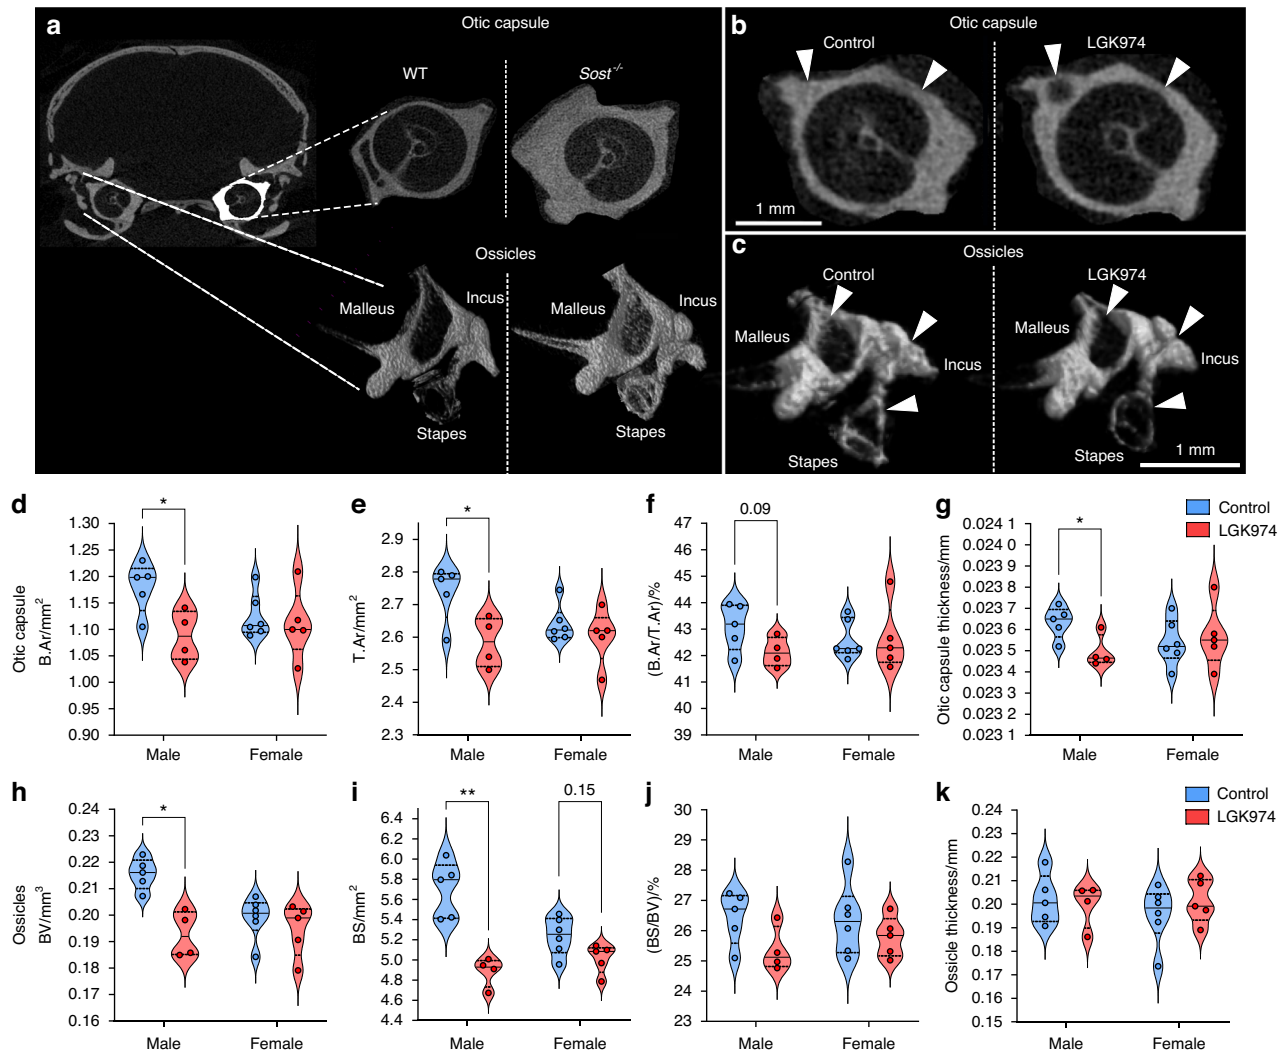 a
Otic capsule
WT
Sost-/-
Ossicles
Malleus
Incus
Malleus
Incus
Stapes
Stapes
b
Otic capsule
Control
LGK974
1 mm
c
Ossicles
Control
LGK974
Malleus
Malleus
Incus
Incus
Stapes
Stapes
1 mm
d
Otic capsule
B.Ar/mm2
1.30
1.20
1.15
1.10
1.05
1.00
0.95
0.90
*
Male
Female
e
T.Ar/mm2
2.9
2.8
2.7
2.6
2.5
2.4
2.3
*
Male
Female
f
(B.Ar/T.Ar)/%
47
46
45
44
43
42
41
40
39
0.09
Male
Female
g
Otic capsule thickness/mm
0.024 1
0.023 0
0.023 9
0.023 8
0.023 7
0.023 6
0.023 5
0.023 4
0.023 3
0.023 2
0.023 1
*
Male
Female
Control
LGK974
h
Ossicles
BV/mm3
0.24
0.23
0.22
0.21
0.20
0.19
0.18
0.17
0.16
*
Male
Female
i
BS/mm2
6.4
6.2
6.0
5.8
5.6
5.4
5.2
5.0
4.8
4.6
4.4
**
0.15
Male
Female
j
(BS/BV)/%
30
29
28
27
26
25
24
23
Male
Female
k
Ossicle thickness/mm
0.24
0.23
0.22
0.21
0.20
0.19
0.18
0.17
0.16
0.15
Male
Female
Control
LGK974